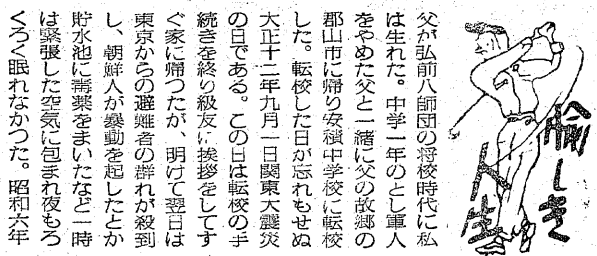 愉しき
人生
父が弘前八師団の将校時代に私
は生れた。中学一年のとし軍人
をやめた父と一緒に父の故郷の
郡山市に帰り安積中学校に転校
した。転校した日が忘れもせぬ
大正十二年九月一日関東大震災
の日である。この日は転校の手
続きを終り級友に挨拶をしてす
ぐ家に帰つたが、明けて翌日は
東京からの避難者の群れが殺到
し、朝鮮人が暴動を起したとか
貯水池に毒薬をまいたなど一時
は緊張した空気に包まれ夜もろ
くろく眠れなかつた。昭和六年